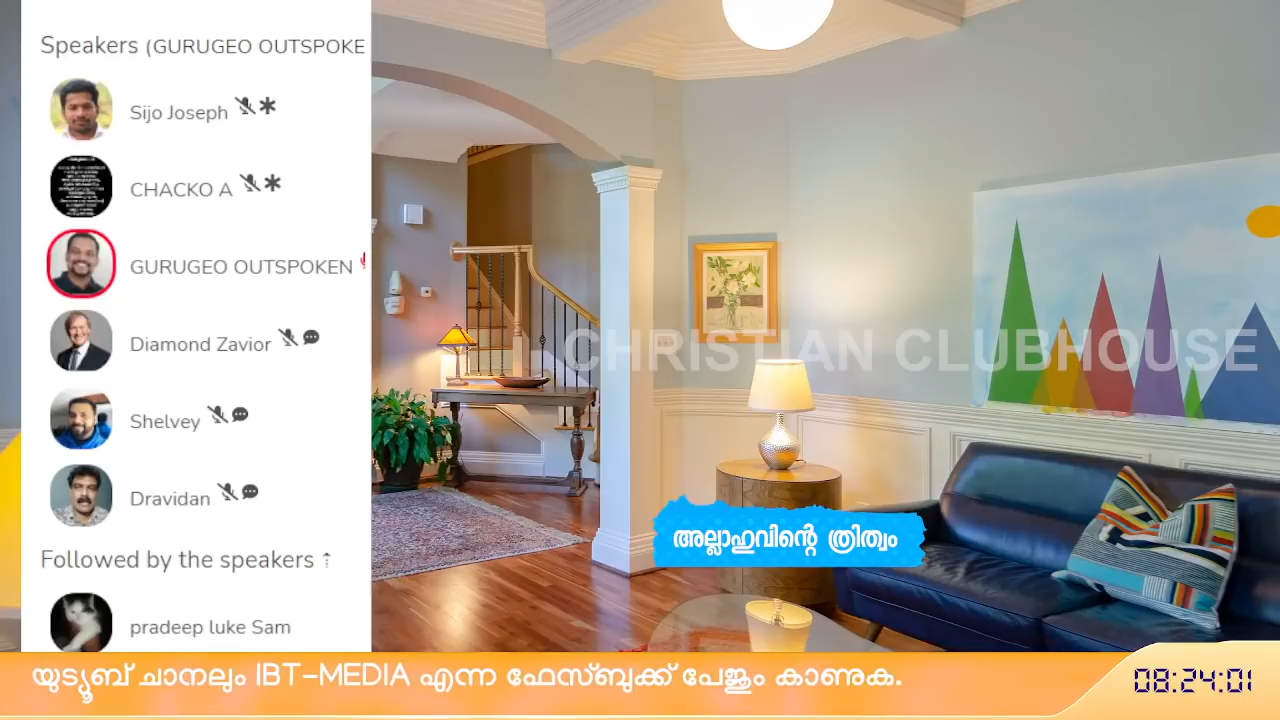 Speakers (GURUGEO OUTSPOKE
Sijo Joseph
CHACKO A
GURUGEO OUTSPOKEN
Diamond Zavior
Shelvey
Dravidan
Followed by the speakers
pradeep luke Sam
CHRISTIAN CLUBHOUSE
അല്ലാഹുവിന്റെ ത്രിത്വം
യുട്യൂബ് ചാനലും IBT-MEDIA എന്ന ഫേസ്ബുക്ക് പേജും കാണുക.
08:24:01